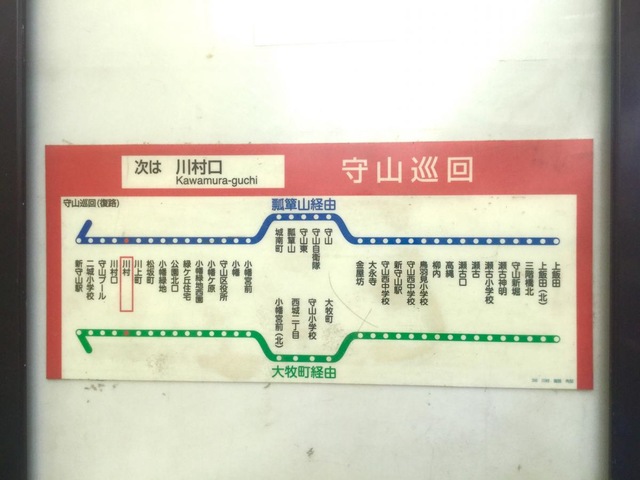 次は 川村口
Kawamura-guchi
守山巡回
守山巡回(復路)
瓢箪山経由
新守山駅
二城小学校
守山プール
川村口
川村
川上町
松坂町
小幡緑地
公園北口
緑ケ丘住宅
小幡緑地西園
小幡ケ原
守山区役所
小幡
小幡宮前
城南町
瓢箪山
守山東
守山自衛隊
守山
小幡宮前(北)
西城二丁目
守山小学校
大牧町
金屋坊
大永寺
守山西中学校
新守山駅
守山西中学校
鳥羽見小学校
柳内
高縄
瀬古口
瀬古
瀬古小学校
瀬古神明
守山新堀
三階橋北
上飯田(北)
上飯田
大牧町経由